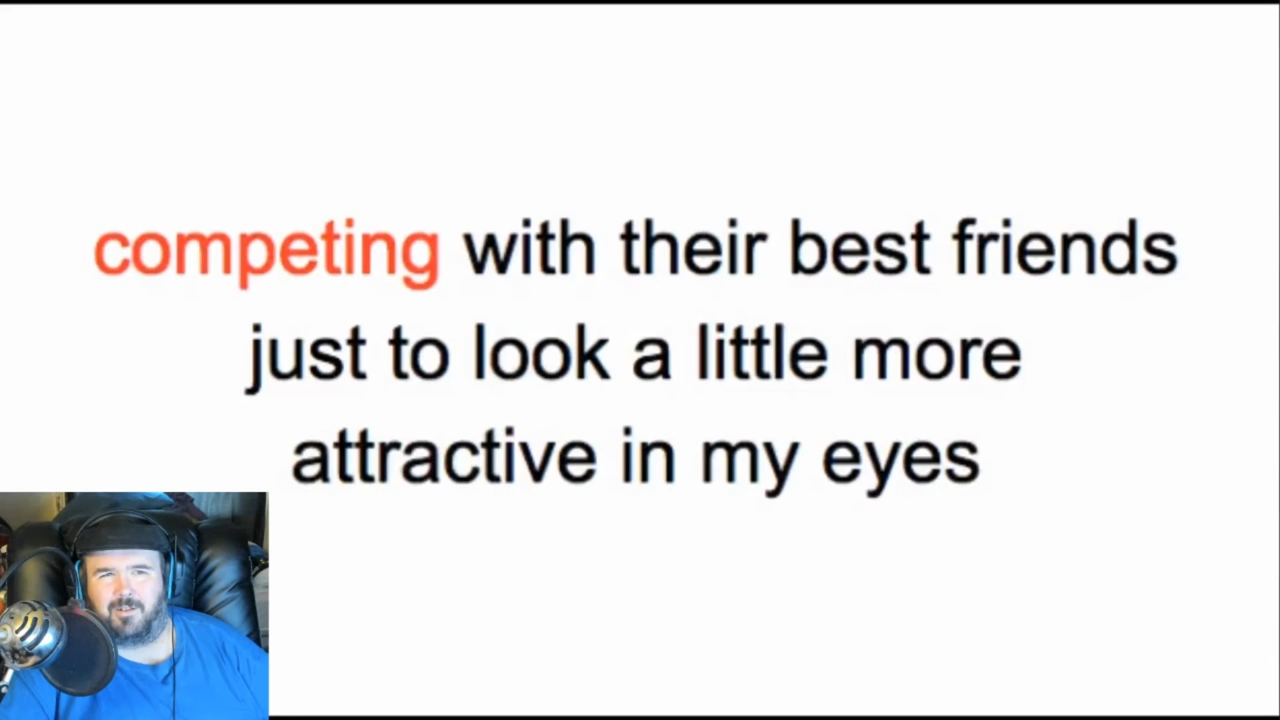 competing with their best friends
just to look a little more
attractive in my eyes